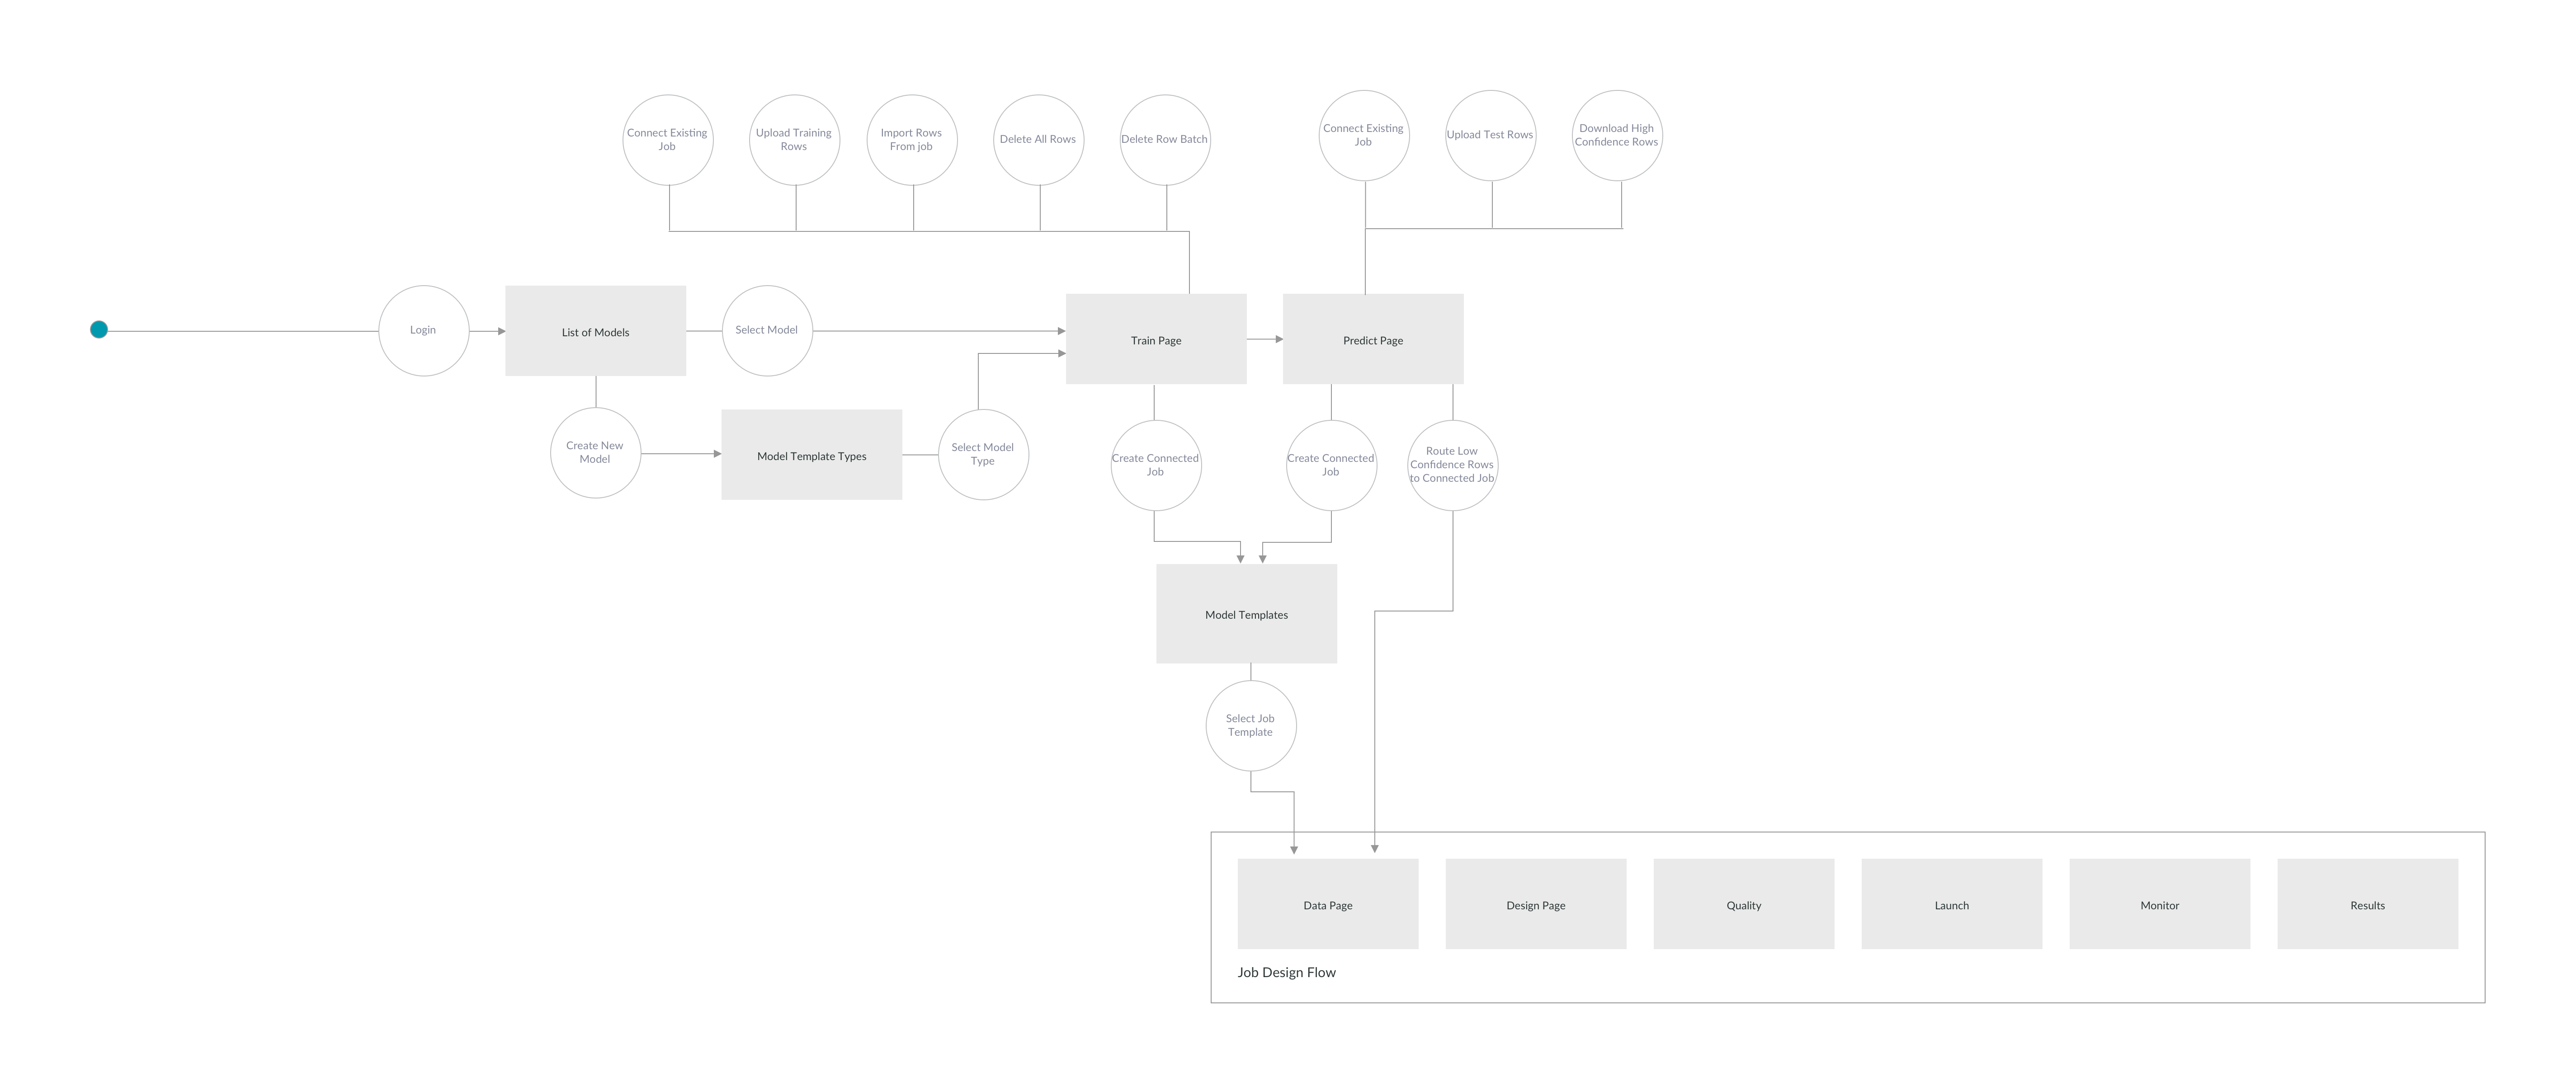 Connect Existing
Job
Upload Training
Rows
Import Rows
From job
Delete All Rows
Delete Row Batch
Connect Existing
Job
Upload Test Rows
Download High
Confidence Rows
Login
List of Models
Select Model
Train Page
Predict Page
Create New
Model
Model Template Types
Select Model
Type
Create Connected
Job
Create Connected
Job
Route Low
Confidence Rows
to Connected Job
Model Templates
Select Job
Template
Data Page
Design Page
Quality
Launch
Monitor
Results
Job Design Flow